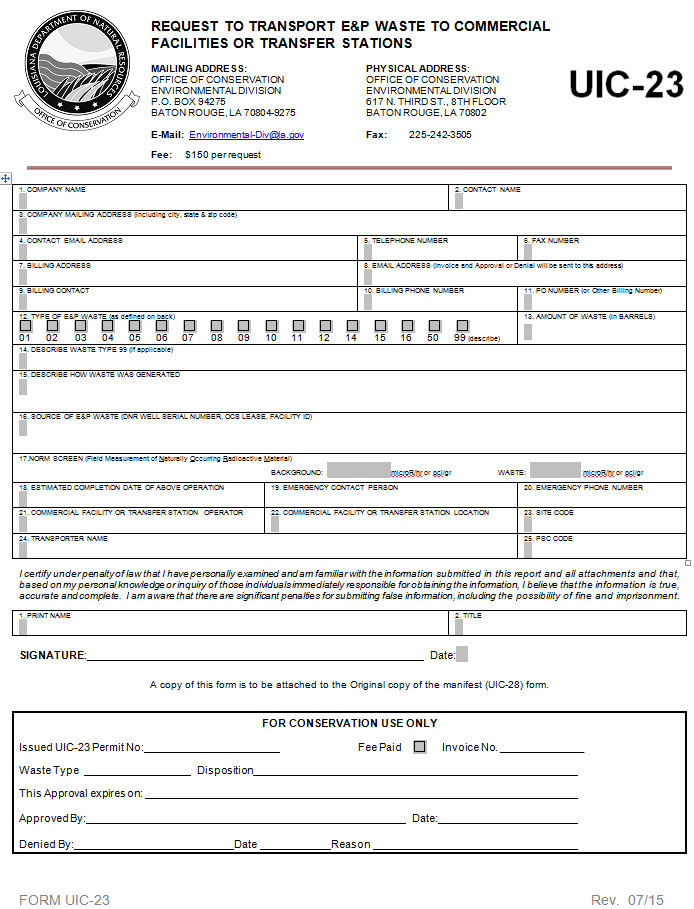 LOUISIANA DEPARTMENT OF NATURAL RESOURCES
OFFICE OF CONSERVATION
REQUEST TO TRANSPORT E&P WASTE TO COMMERCIAL
FACILITIES OR TRANSFER STATIONS
MAILING ADDRESS:
OFFICE OF CONSERVATION
ENVIRONMENTAL DIVISION
P.O. BOX 94275
BATON ROUGE, LA 70804-9275
PHYSICAL ADDRESS:
OFFICE OF CONSERVATION
ENVIRONMENTAL DIVISION
617 N. THIRD ST., 8TH FLOOR
BATON ROUGE, LA 70802
UIC-23
E-Mail: Environmental-Div@la.gov
Fax: 225-242-3505
Fee: $150 per request
1. COMPANY NAME
2. CONTACT NAME
3. COMPANY MAILING ADDRESS (including city, state & zip code)
4. CONTACT EMAIL ADDRESS
5. TELEPHONE NUMBER
6. FAX NUMBER
7. BILLING ADDRESS
8. EMAIL ADDRESS (Invoice and Approval or Denial will be sent to this address)
9. BILLING CONTACT
10. BILLING PHONE NUMBER
11. PO NUMBER (or Other Billing Number)
12. TYPE OF E&P WASTE (as defined on back)
01 02 03 04 05 06 07 08 09 10 11 12 14 15 16 50 99 (describe)
13. AMOUNT OF WASTE (in BARRELS)
14. DESCRIBE WASTE TYPE 99 (if applicable)
15. DESCRIBE HOW WASTE WAS GENERATED
16. SOURCE OF E&P WASTE (DNR WELL SERIAL NUMBER, OCS LEASE, FACILITY ID)
17.NORM SCREEN (Field Measurement of Naturally Occurring Radioactive Material)
BACKGROUND: microR/hr or pci/gr WASTE: microR/hr or pci/gr
18. ESTIMATED COMPLETION DATE OF ABOVE OPERATION
19. EMERGENCY CONTACT PERSON
20. EMERGENCY PHONE NUMBER
21. COMMERCIAL FACILITY OR TRANSFER STATION OPERATOR
22. COMMERCIAL FACILITY OR TRANSFER STATION LOCATION
23. SITE CODE
24. TRANSPORTER NAME
25. PSC CODE
I certify under penalty of law that I have personally examined and am familiar with the information submitted in this report and all attachments and that,
based on my personal knowledge or inquiry of those individuals immediately responsible for obtaining the information, I believe that the information is true,
accurate and complete. I am aware that there are significant penalties for submitting false information, including the possibility of fine and imprisonment.
1. PRINT NAME
2. TITLE
SIGNATURE: Date:
A copy of this form is to be attached to the Original copy of the manifest (UIC-28) form.
FOR CONSERVATION USE ONLY
Issued UIC-23 Permit No: Fee Paid Invoice No.
Waste Type Disposition
This Approval expires on:
Approved By: Date:
Denied By: Date Reason
FORM UIC-23
Rev. 07/15